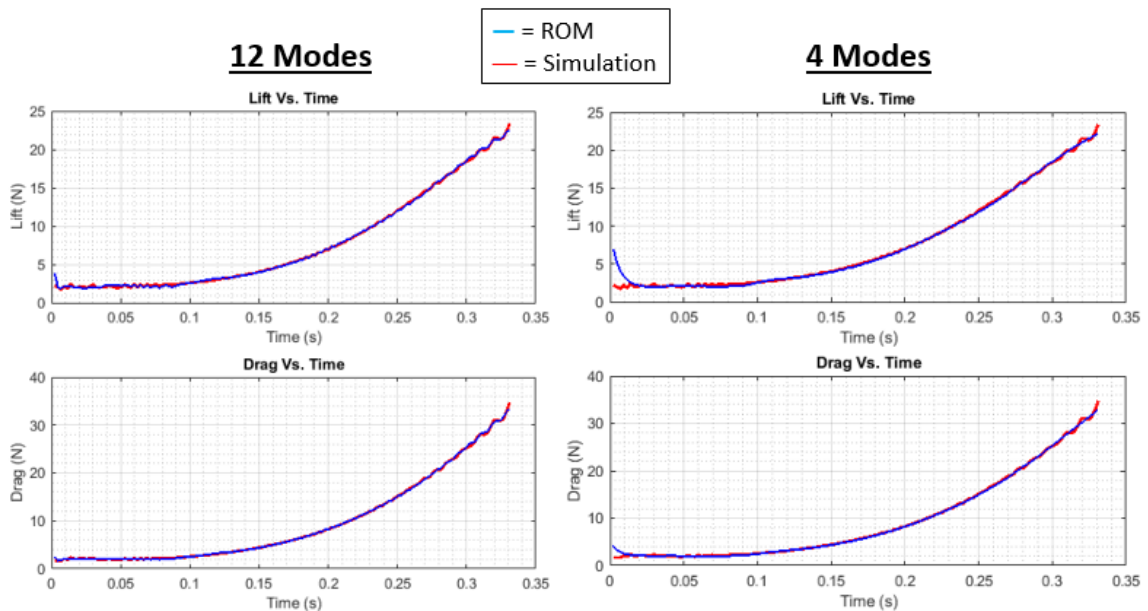 = ROM
= Simulation
12 Modes
4 Modes
Lift Vs. Time
Lift (N)
25
20
15
10
5
0
0 0.05 0.1 0.15 0.2 0.25 0.3 0.35
Time (s)
Lift Vs. Time
Lift (N)
25
20
15
10
5
0
0 0.05 0.1 0.15 0.2 0.25 0.3 0.35
Time (s)
Drag Vs. Time
Drag (N)
40
30
20
10
0
0 0.05 0.1 0.15 0.2 0.25 0.3 0.35
Time (s)
Drag Vs. Time
Drag (N)
40
30
20
10
0
0 0.05 0.1 0.15 0.2 0.25 0.3 0.35
Time (s)